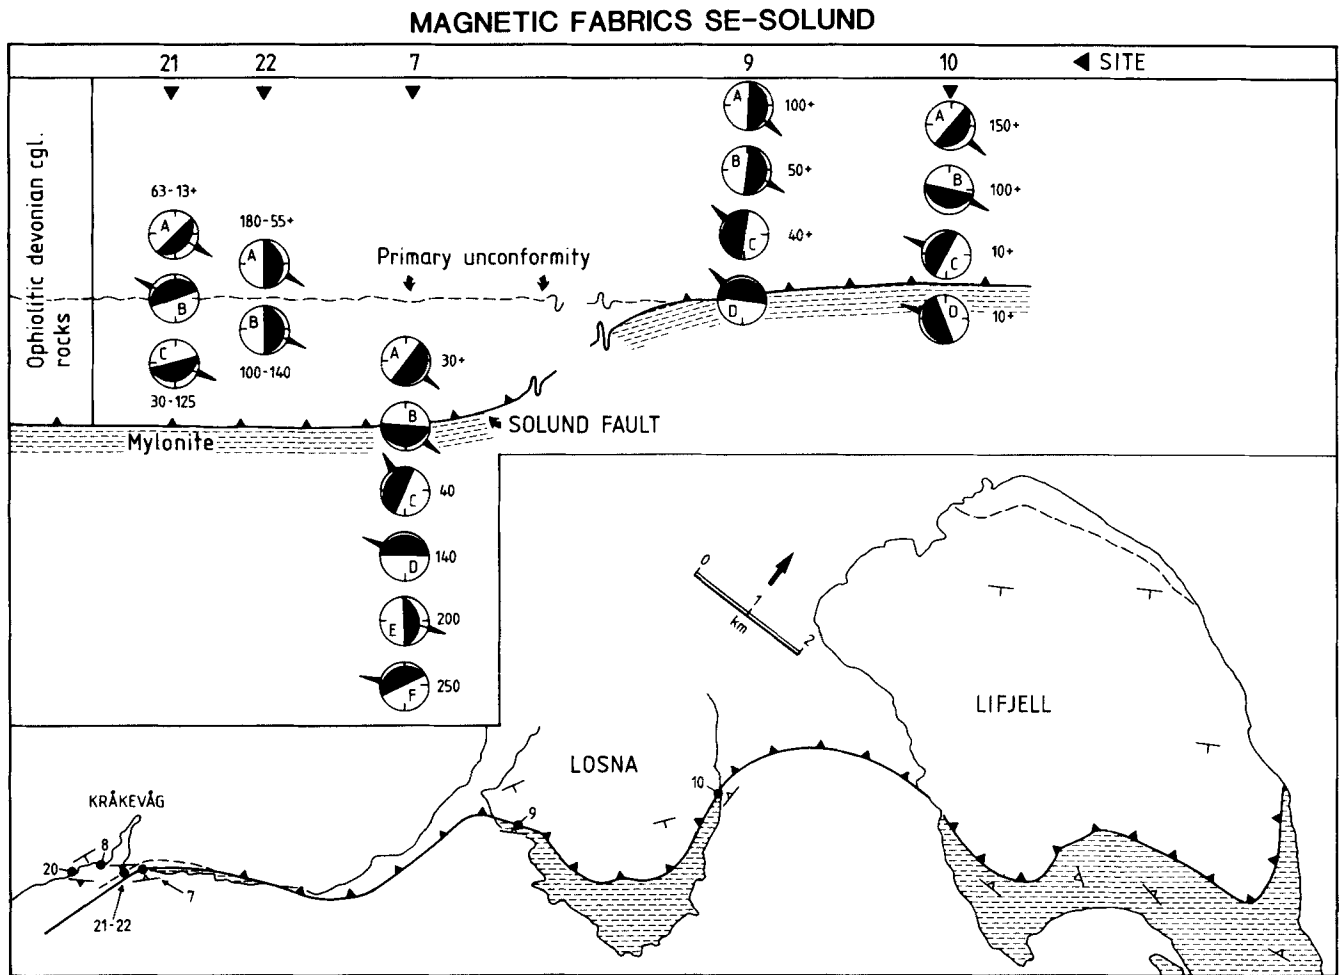 MAGNETIC FABRICS SE-SOLUND
21 22 7 9 10 ◄ SITE
Ophiolitic devonian cgl.
rocks
63-13+
A
B
C
30-125
180-55+
A
B
100-140
Primary unconformity
A 30+
B
C 40
D 140
E 200
F 250
A 100+
B 50+
C 40+
D
A 150+
B 100+
C 10+
D 10+
SOLUND FAULT
Mylonite
0
1
2
km
LIFJELL
LOSNA
KRÅKEVÅG
10
9
8
20
7
21-22